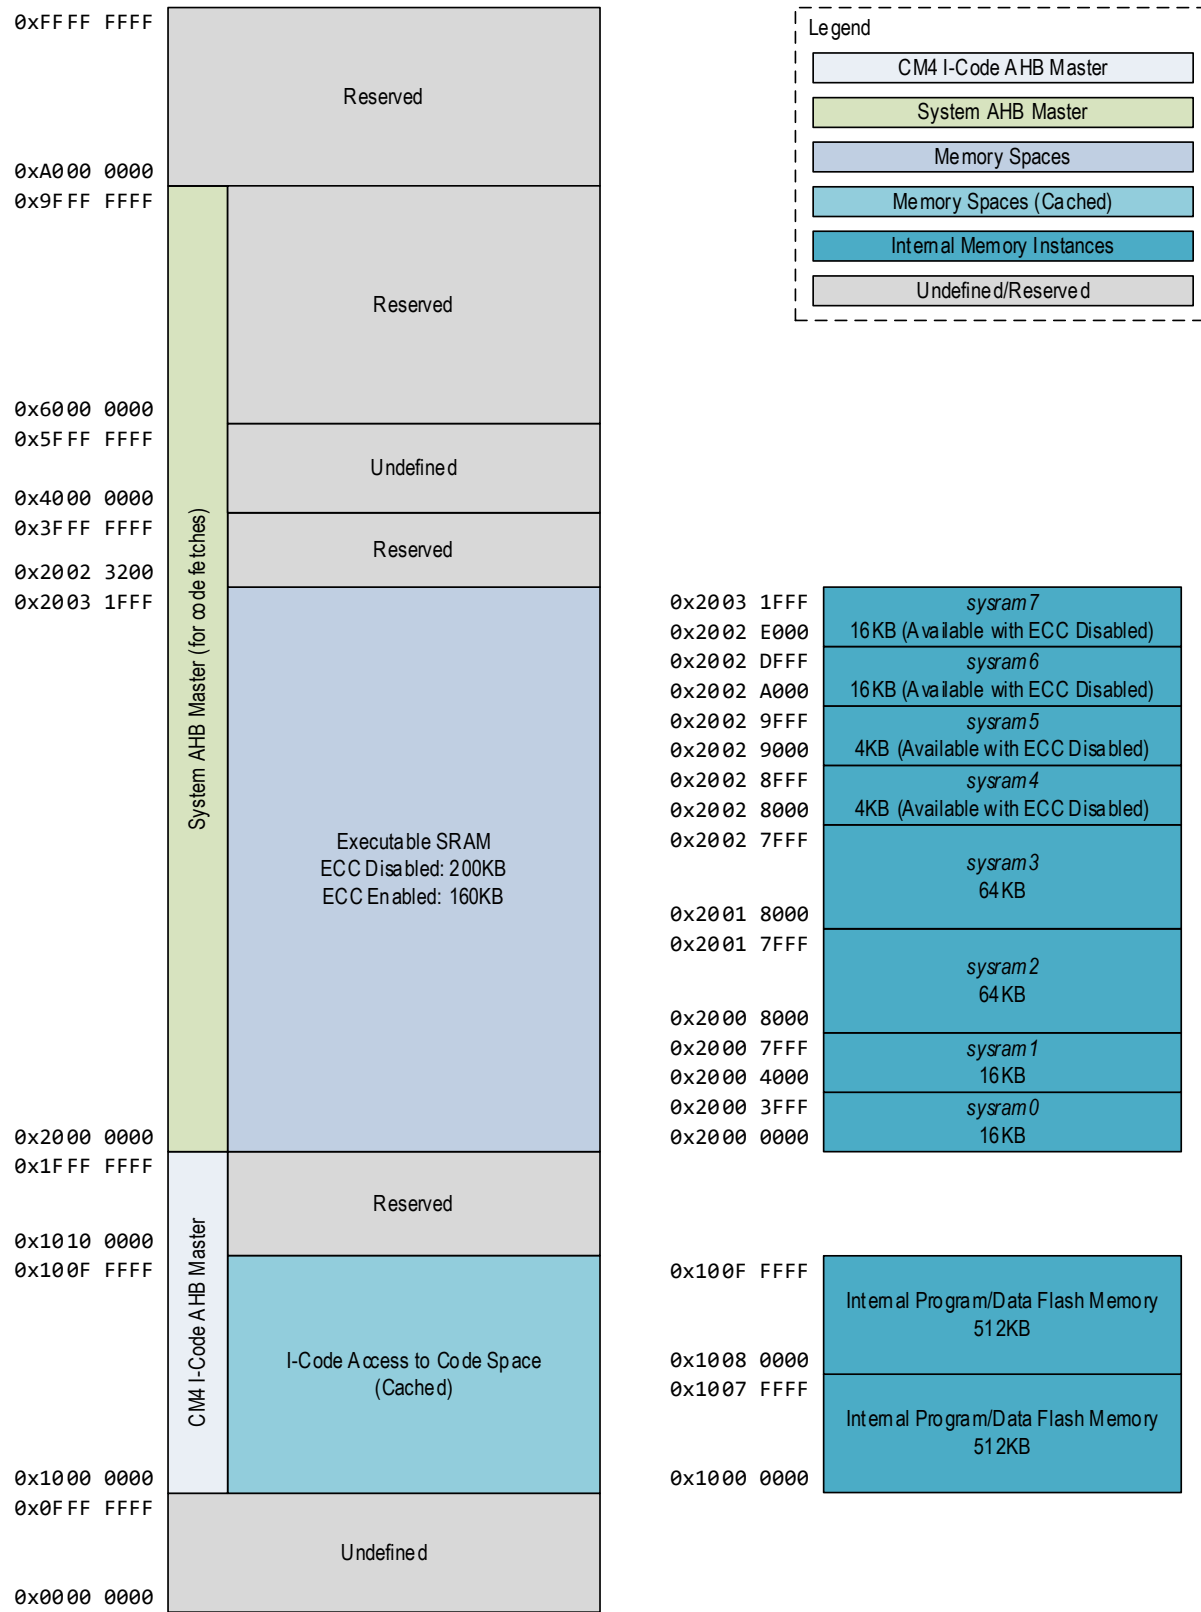 0xFFFF FFFF
Reserved
0xA000 0000
0x9FFF FFFF
Reserved
0x6000 0000
0x5FFF FFFF
Undefined
0x4000 0000
0x3FFF FFFF
Reserved
0x2002 3200
0x2003 1FFF
System AHB Master (for code fetches)
Executable SRAM
ECC Disabled: 200KB
ECC Enabled: 160KB
0x2000 0000
0x1FFF FFFF
Reserved
0x1010 0000
0x100F FFFF
CM4 I-Code AHB Master
I-Code Access to Code Space
(Cached)
0x1000 0000
0x0FFF FFFF
Undefined
0x0000 0000
Legend
CM4 I-Code AHB Master
System AHB Master
Memory Spaces
Memory Spaces (Cached)
Internal Memory Instances
Undefined/Reserved
0x2003 1FFF
sysram7
0x2002 E000
16KB (Available with ECC Disabled)
0x2002 DFFF
sysram6
0x2002 A000
16KB (Available with ECC Disabled)
0x2002 9FFF
sysram5
0x2002 9000
4KB (Available with ECC Disabled)
0x2002 8FFF
sysram4
0x2002 8000
4KB (Available with ECC Disabled)
0x2002 7FFF
sysram3
64KB
0x2001 8000
0x2001 7FFF
sysram2
64KB
0x2000 8000
0x2000 7FFF
sysram1
0x2000 4000
16KB
0x2000 3FFF
sysram0
0x2000 0000
16KB
0x100F FFFF
Internal Program/Data Flash Memory
512KB
0x1008 0000
0x1007 FFFF
Internal Program/Data Flash Memory
512KB
0x1000 0000